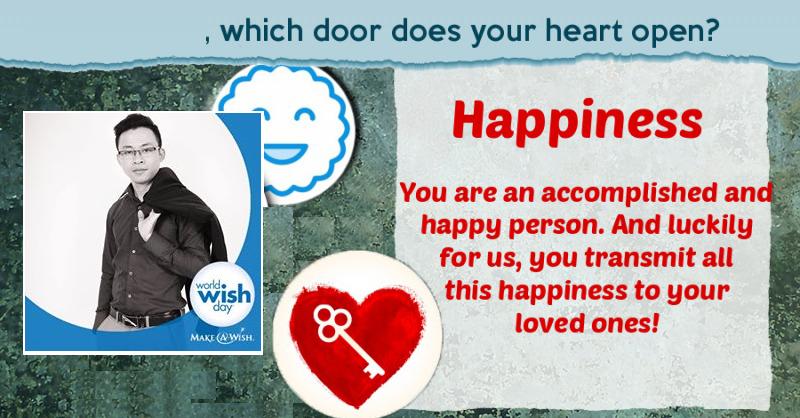 , which door does your heart open?
Happiness
You are an accomplished and
happy person. And luckily
for us, you transmit all
this happiness to your
loved ones!
world
wish
day
MAKE A WISH.